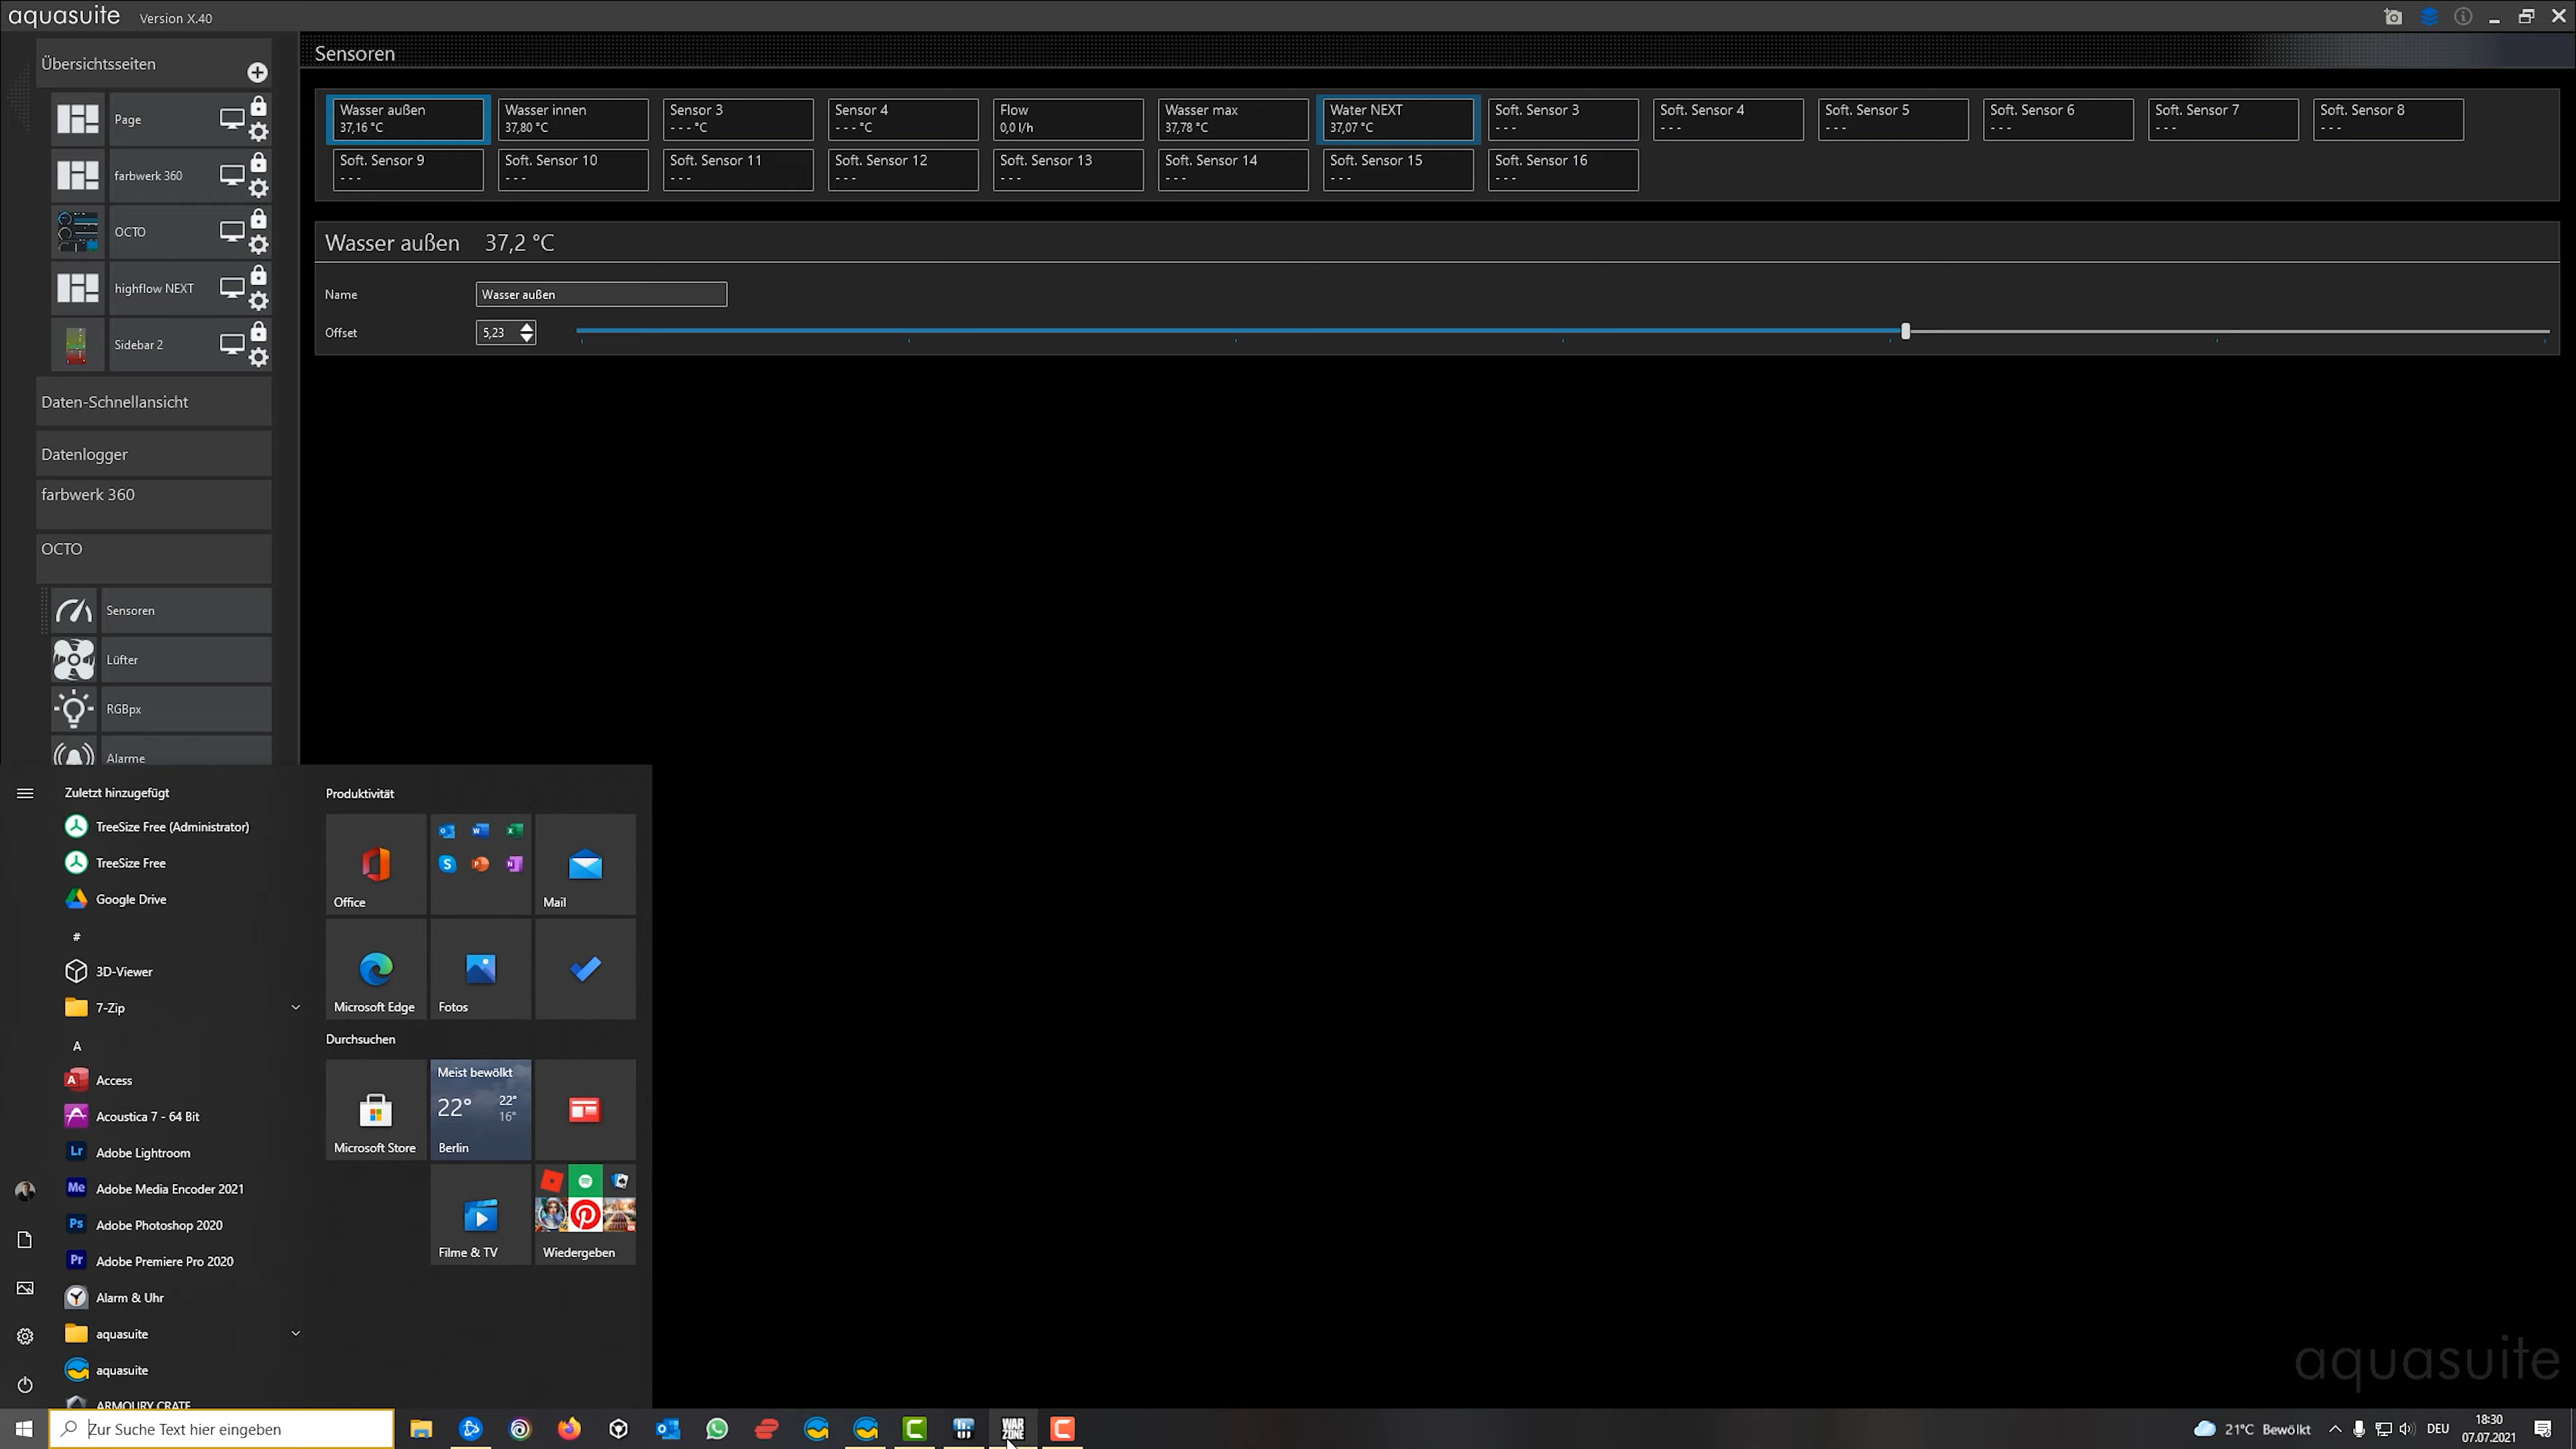 aquasuite Version X.40
Übersichtsseiten
Page
farbwerk 360
OCTO
highflow NEXT
Sidebar 2
Daten-Schnellansicht
Datenlogger
farbwerk 360
OCTO
Sensoren
Lüfter
RGBpx
Alarme
Sensoren
Wasser außen
37,16 °C
Wasser innen
37,80 °C
Sensor 3
- - - °C
Sensor 4
- - - °C
Flow
0,0 l/h
Wasser max
37,78 °C
Water NEXT
37,07 °C
Soft. Sensor 3
- - -
Soft. Sensor 4
- - -
Soft. Sensor 5
- - -
Soft. Sensor 6
- - -
Soft. Sensor 7
- - -
Soft. Sensor 8
- - -
Soft. Sensor 9
- - -
Soft. Sensor 10
- - -
Soft. Sensor 11
- - -
Soft. Sensor 12
- - -
Soft. Sensor 13
- - -
Soft. Sensor 14
- - -
Soft. Sensor 15
- - -
Soft. Sensor 16
- - -
Wasser außen 37,2 °C
Name Wasser außen
Offset 5,23
Zuletzt hinzugefügt
TreeSize Free (Administrator)
TreeSize Free
Google Drive
#
3D-Viewer
7-Zip
A
Access
Acoustica 7 - 64 Bit
Adobe Lightroom
Adobe Media Encoder 2021
Adobe Photoshop 2020
Adobe Premiere Pro 2020
Alarm & Uhr
aquasuite
aquasuite
ARMOURY CRATE
Produktivität
Office
Mail
Microsoft Edge
Fotos
Durchsuchen
Microsoft Store
Meist bewölkt
22° 22°
16°
Berlin
Filme & TV
Wiedergeben
aquasuite
Zur Suche Text hier eingeben
WAR
ZONE
21°C Bewölkt
DEU
18:30
07.07.2021